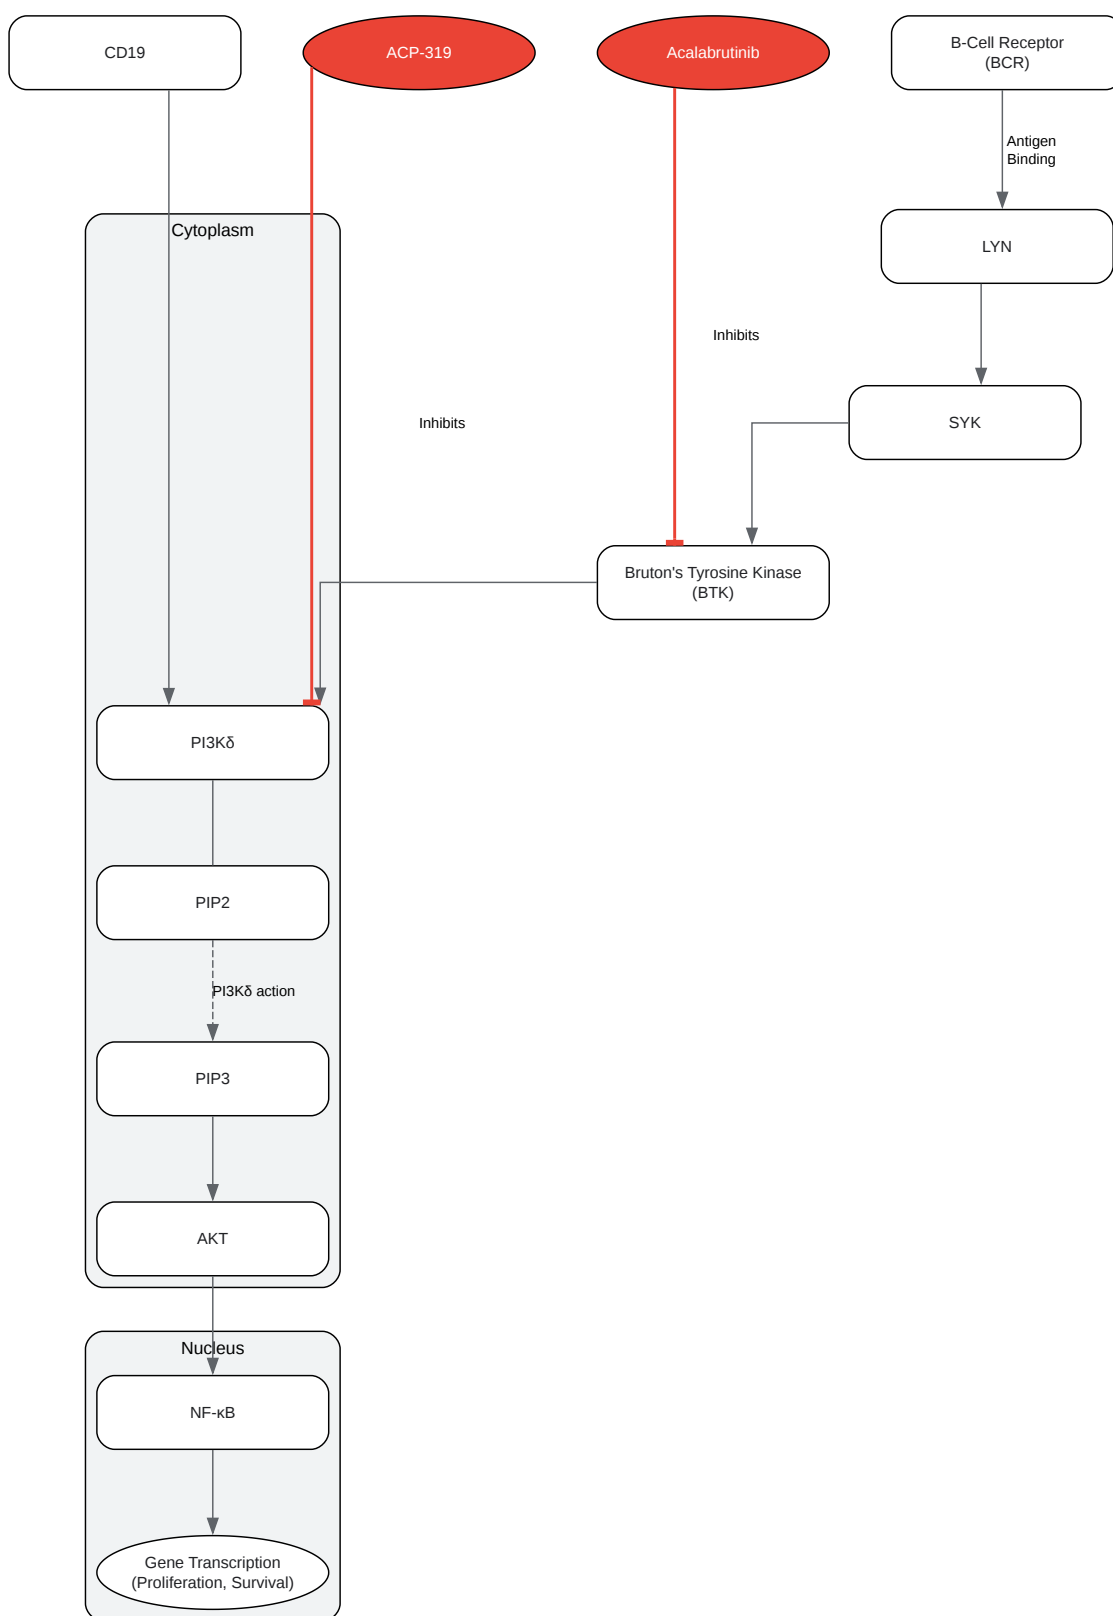 CD19
ACP-319
Acalabrutinib
B-Cell Receptor
(BCR)
Antigen
Binding
Cytoplasm
LYN
Inhibits
Inhibits
SYK
Bruton's Tyrosine Kinase
(BTK)
PI3Kδ
PIP2
PI3Kδ action
PIP3
AKT
Nucleus
NF-κB
Gene Transcription
(Proliferation, Survival)